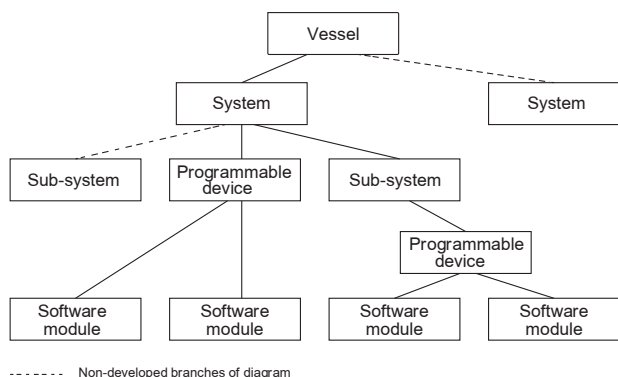 Vessel
System
System
Sub-system
Programmable
device
Sub-system
Programmable
device
Software
module
Software
module
Software
module
Software
module
Non-developed branches of diagram